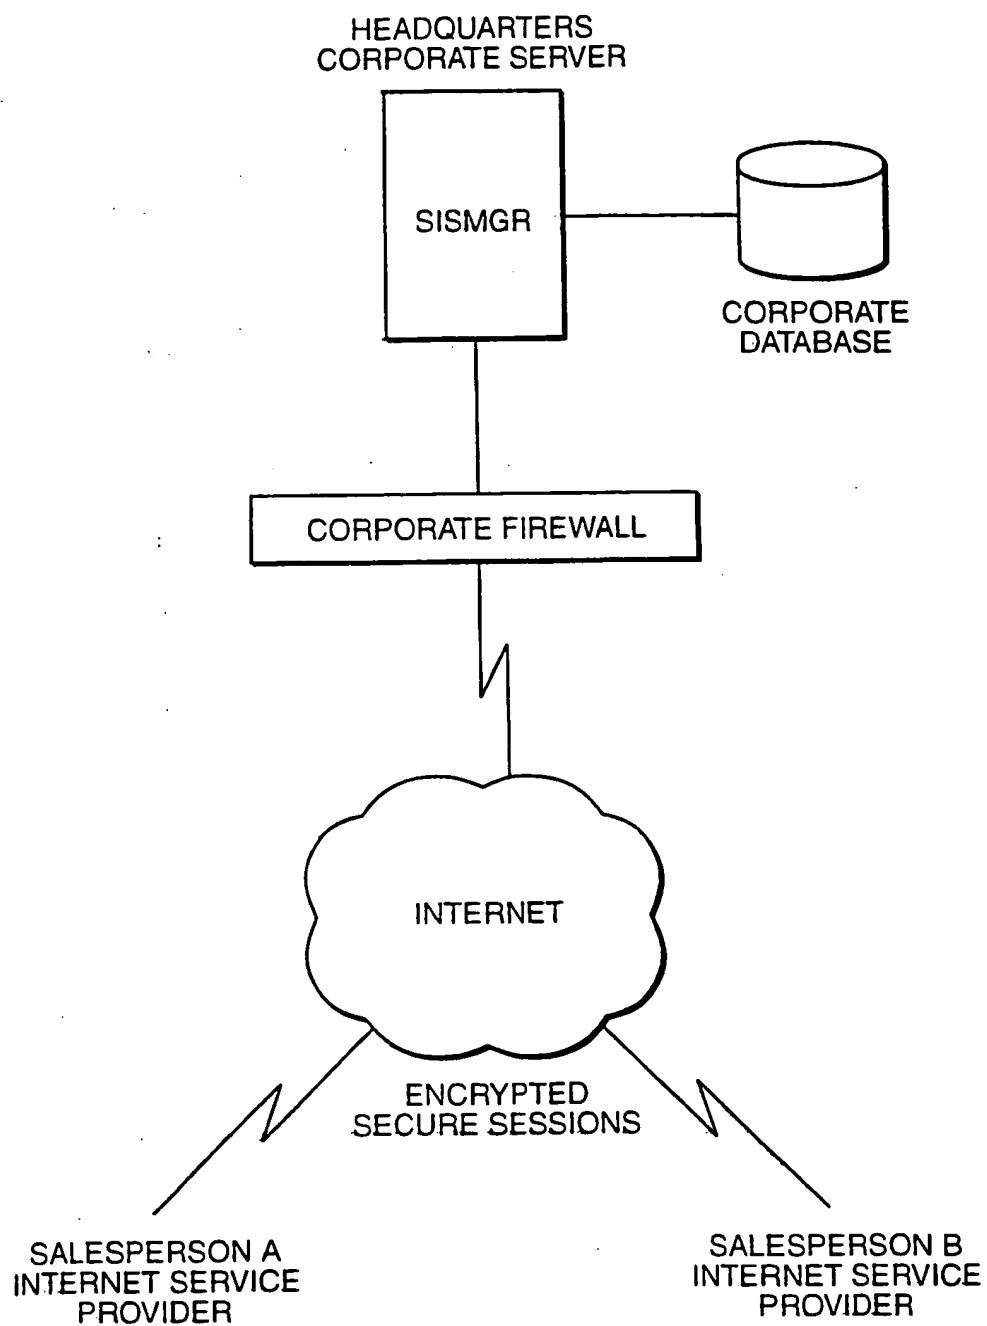 HEADQUARTERS
CORPORATE SERVER
SISMGR
CORPORATE
DATABASE
CORPORATE FIREWALL
INTERNET
ENCRYPTED
SECURE SESSIONS
SALESPERSON A
INTERNET SERVICE
PROVIDER
SALESPERSON B
INTERNET SERVICE
PROVIDER